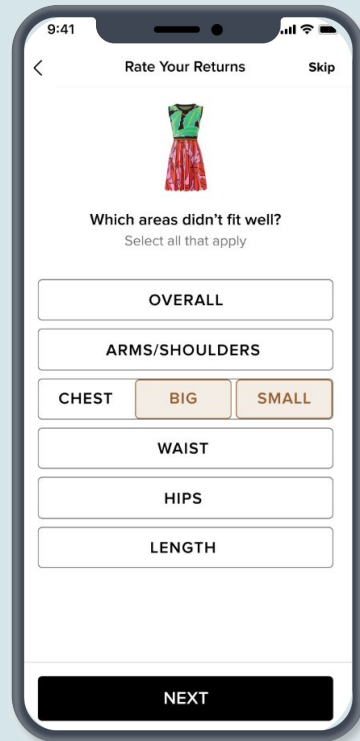 9:41
Rate Your Returns Skip
Which areas didn't fit well?
Select all that apply
OVERALL
ARMS/SHOULDERS
CHEST BIG SMALL
WAIST
HIPS
LENGTH
NEXT